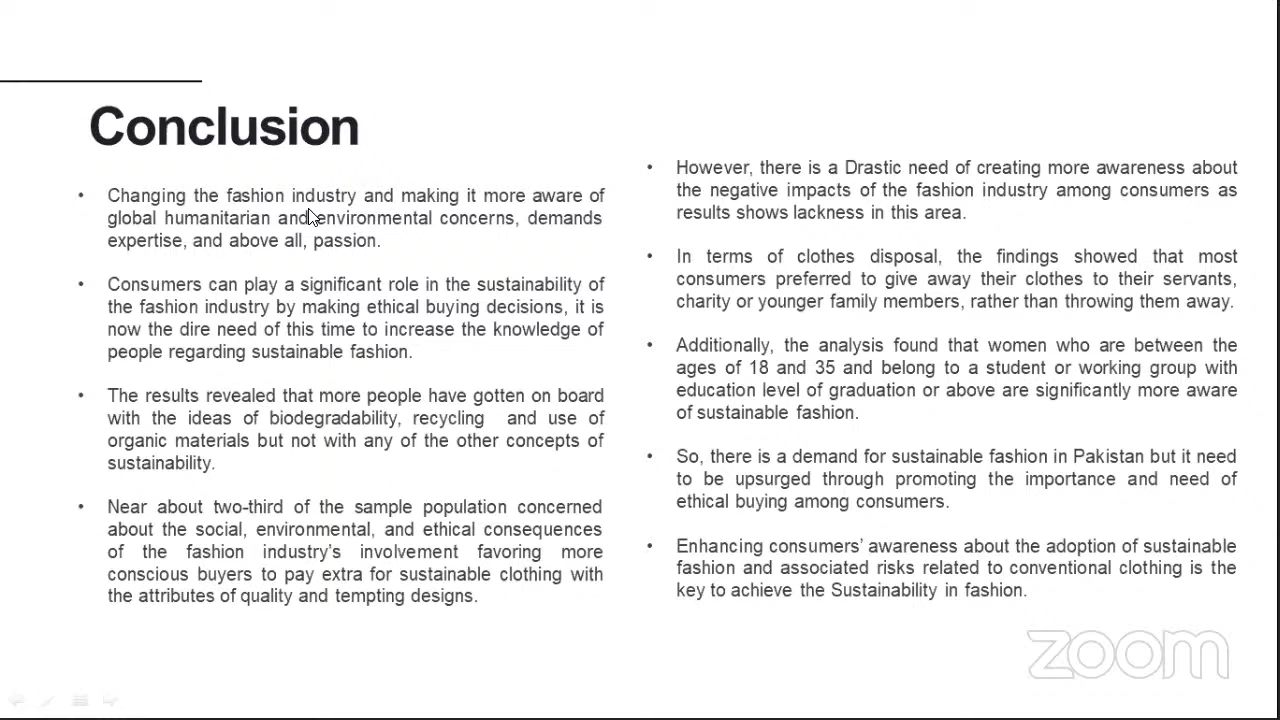 Conclusion
• Changing the fashion industry and making it more aware of
global humanitarian and environmental concerns, demands
expertise, and above all, passion.
• Consumers can play a significant role in the sustainability of
the fashion industry by making ethical buying decisions, it is
now the dire need of this time to increase the knowledge of
people regarding sustainable fashion.
• The results revealed that more people have gotten on board
with the ideas of biodegradability, recycling and use of
organic materials but not with any of the other concepts of
sustainability.
• Near about two-third of the sample population concerned
about the social, environmental, and ethical consequences
of the fashion industry's involvement favoring more
conscious buyers to pay extra for sustainable clothing with
the attributes of quality and tempting designs.
• However, there is a Drastic need of creating more awareness about
the negative impacts of the fashion industry among consumers as
results shows lackness in this area.
• In terms of clothes disposal, the findings showed that most
consumers preferred to give away their clothes to their servants,
charity or younger family members, rather than throwing them away.
• Additionally, the analysis found that women who are between the
ages of 18 and 35 and belong to a student or working group with
education level of graduation or above are significantly more aware
of sustainable fashion.
• So, there is a demand for sustainable fashion in Pakistan but it need
to be upsurged through promoting the importance and need of
ethical buying among consumers.
• Enhancing consumers' awareness about the adoption of sustainable
fashion and associated risks related to conventional clothing is the
key to achieve the Sustainability in fashion.
zoom